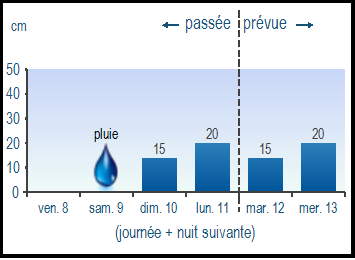 ← passée prévue →
cm
50
40
30
20
10
0
pluie
15 20 15 20
ven. 8 sam. 9 dim. 10 lun. 11 mar. 12 mer. 13
(journée + nuit suivante)